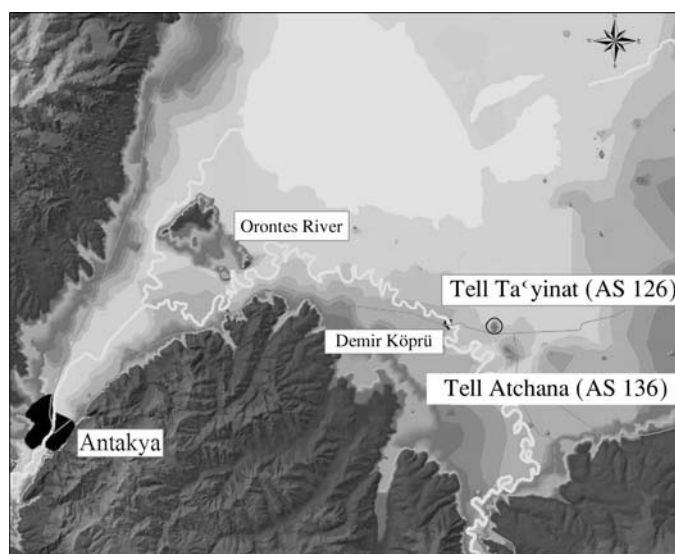 Orontes River
Tell Taʿyinat (AS 126)
Demir Köprü
Tell Atchana (AS 136)
Antakya